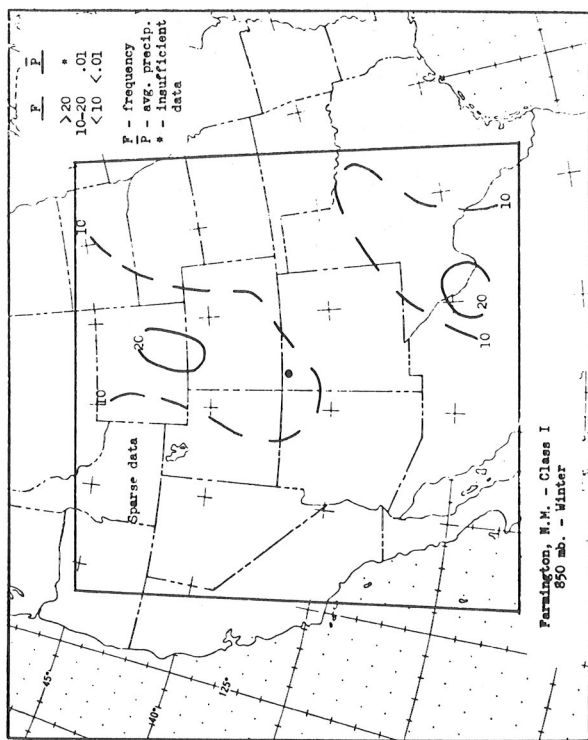 F P̅
>20 *
10-20 .01
<10 <.01
F - frequency
P̅ - avg. precip.
* - insufficient
data
10
20
10
Sparse data
10
20
10
45°
40°
125°
Farmington, N.M. - Class I
850 mb. - Winter